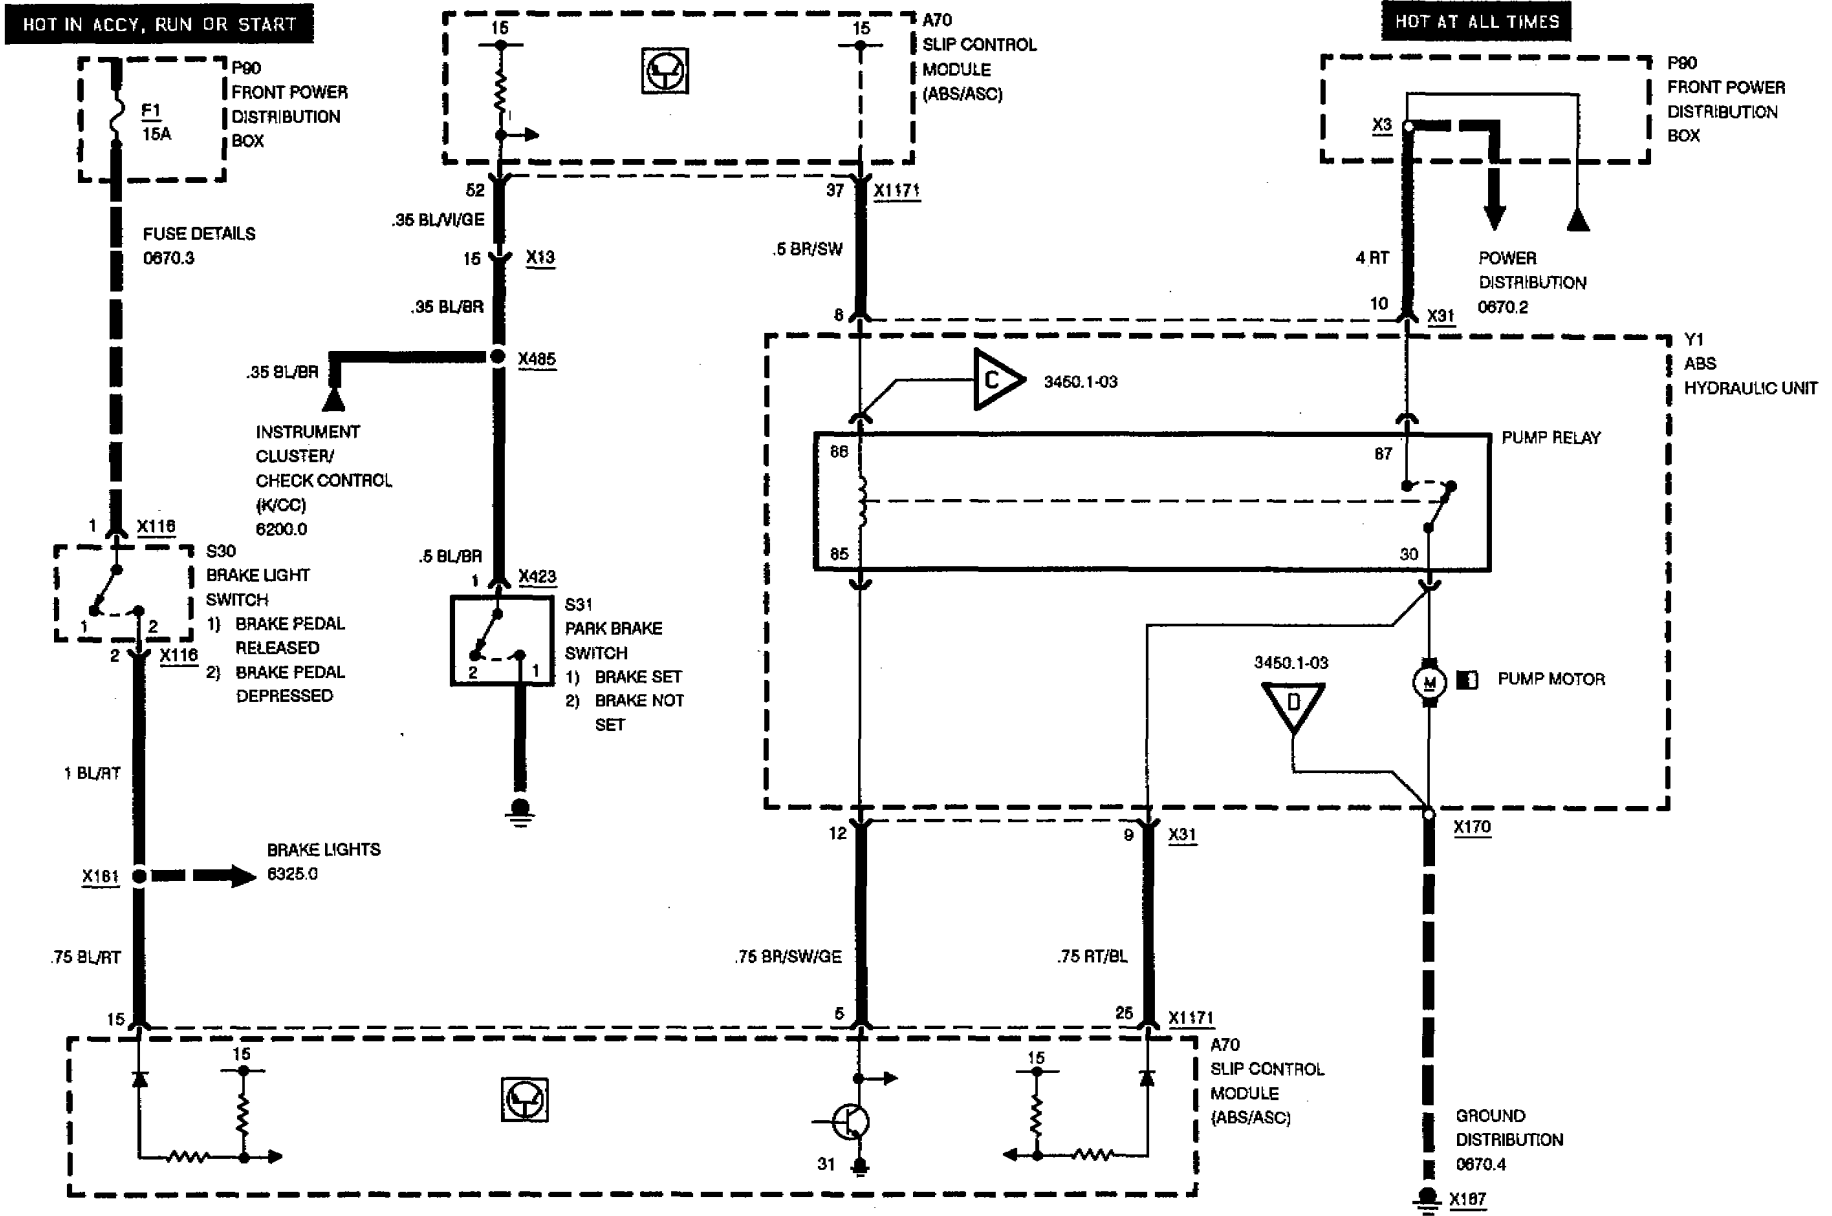 HOT IN ACCY, RUN OR START
P90
FRONT POWER
DISTRIBUTION
BOX
F1
15A
FUSE DETAILS
0670.3
15
15
A70
SLIP CONTROL
MODULE
(ABS/ASC)
HOT AT ALL TIMES
P90
FRONT POWER
DISTRIBUTION
BOX
X3
52
37
X1171
.35 BL/VI/GE
15
X13
.35 BL/BR
.5 BR/SW
8
4 RT
POWER
DISTRIBUTION
0670.2
10
X31
X485
.35 BL/BR
INSTRUMENT
CLUSTER/
CHECK CONTROL
(K/CC)
6200.0
Y1
ABS
HYDRAULIC UNIT
C
3450.1-03
PUMP RELAY
86
87
85
30
.5 BL/BR
1
X423
1
X116
S30
BRAKE LIGHT
SWITCH
1) BRAKE PEDAL
RELEASED
2) BRAKE PEDAL
DEPRESSED
1
2
2
X116
S31
PARK BRAKE
SWITCH
1) BRAKE SET
2) BRAKE NOT
SET
2
1
3450.1-03
D
M
PUMP MOTOR
1 BL/RT
X181
BRAKE LIGHTS
6325.0
12
9
X31
X170
.75 BL/RT
.75 BR/SW/GE
.75 RT/BL
15
5
25
X1171
A70
SLIP CONTROL
MODULE
(ABS/ASC)
15
15
31
GROUND
DISTRIBUTION
0670.4
X167